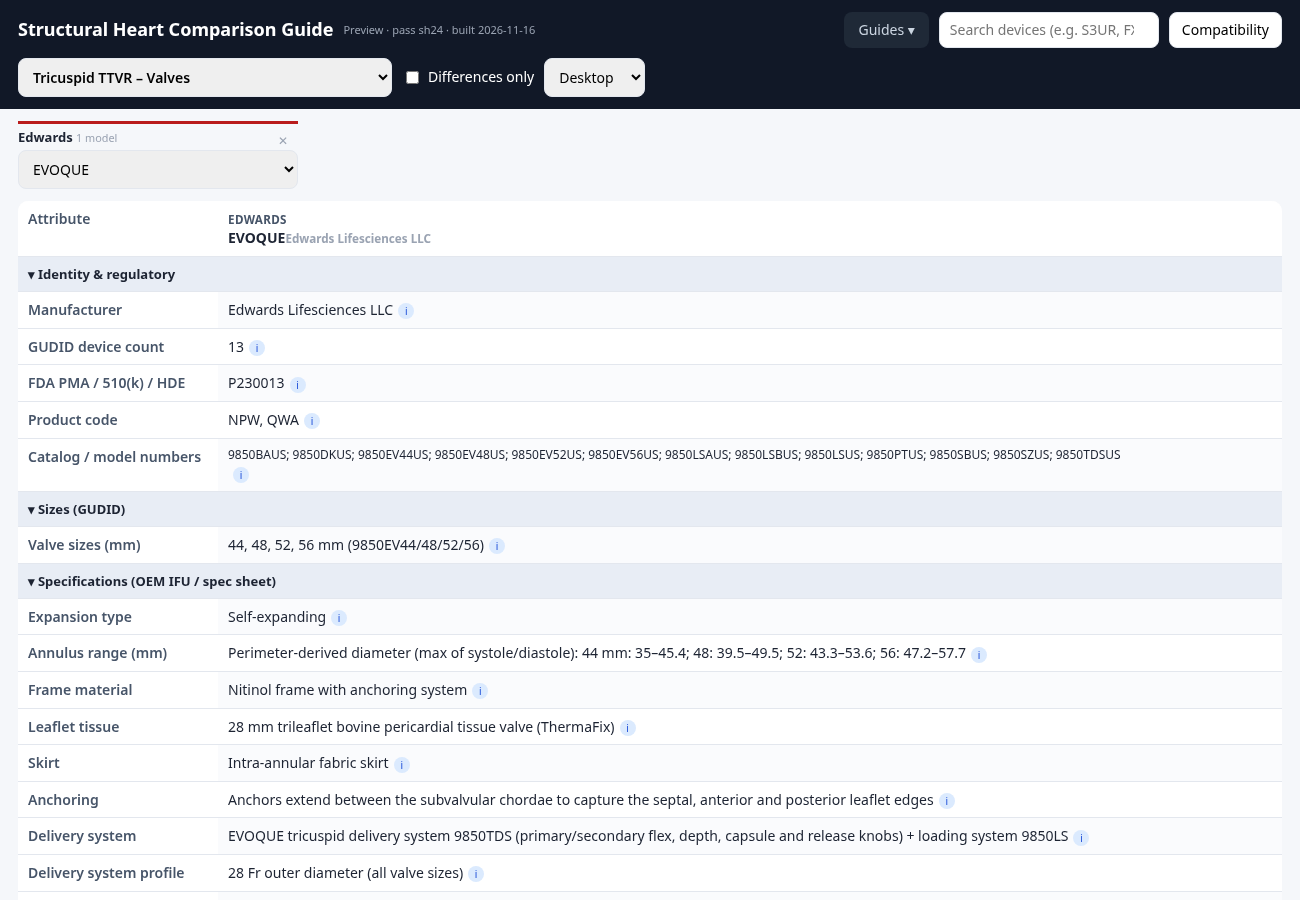 Structural Heart Comparison Guide Preview · pass sh24 · built 2026-11-16 Guides ▾ Search devices (e.g. S3UR, FX Compatibility
Tricuspid TTVR – Valves Differences only Desktop
Edwards 1 model ×
EVOQUE
Attribute EDWARDS
EVOQUEEdwards Lifesciences LLC
▾ Identity & regulatory
Manufacturer Edwards Lifesciences LLC i
GUDID device count 13 i
FDA PMA / 510(k) / HDE P230013 i
Product code NPW, QWA i
Catalog / model numbers 9850BAUS; 9850DKUS; 9850EV44US; 9850EV48US; 9850EV52US; 9850EV56US; 9850LSAUS; 9850LSBUS; 9850LSUS; 9850PTUS; 9850SBUS; 9850SZUS; 9850TDSUS
i
▾ Sizes (GUDID)
Valve sizes (mm) 44, 48, 52, 56 mm (9850EV44/48/52/56) i
▾ Specifications (OEM IFU / spec sheet)
Expansion type Self-expanding i
Annulus range (mm) Perimeter-derived diameter (max of systole/diastole): 44 mm: 35–45.4; 48: 39.5–49.5; 52: 43.3–53.6; 56: 47.2–57.7 i
Frame material Nitinol frame with anchoring system i
Leaflet tissue 28 mm trileaflet bovine pericardial tissue valve (ThermaFix) i
Skirt Intra-annular fabric skirt i
Anchoring Anchors extend between the subvalvular chordae to capture the septal, anterior and posterior leaflet edges i
Delivery system EVOQUE tricuspid delivery system 9850TDS (primary/secondary flex, depth, capsule and release knobs) + loading system 9850LS i
Delivery system profile 28 Fr outer diameter (all valve sizes) i